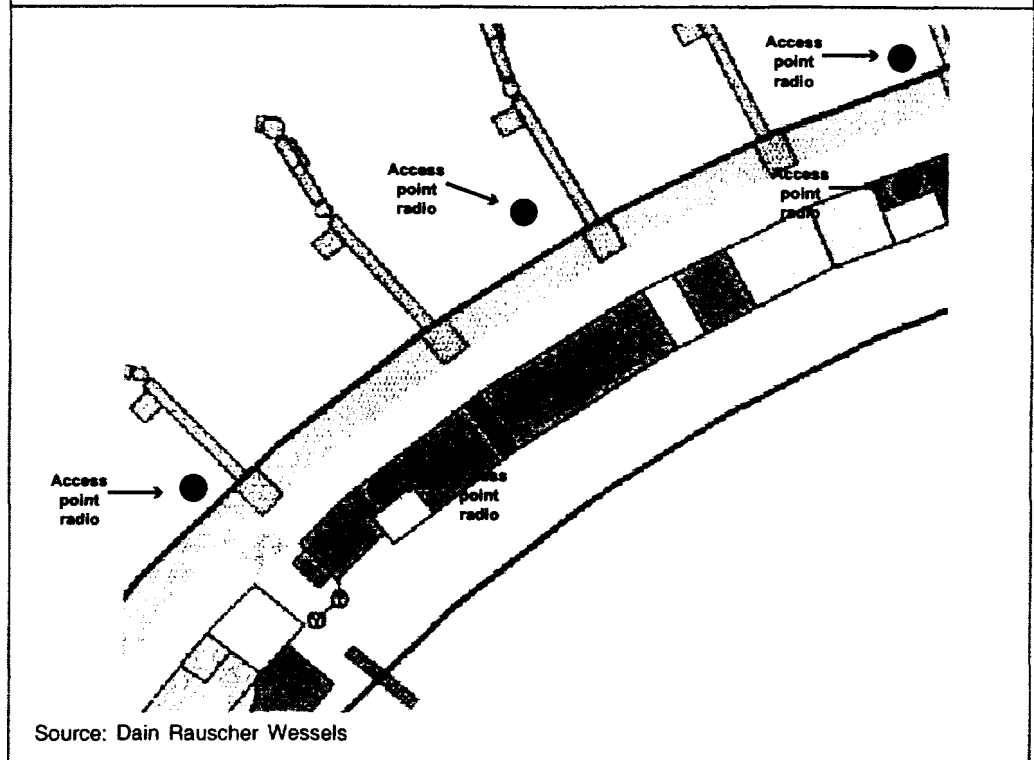 Access
point
radio
Access
point
radio
Access
point
radio
Access
point
radio
point
radio
Source: Dain Rauscher Wessels